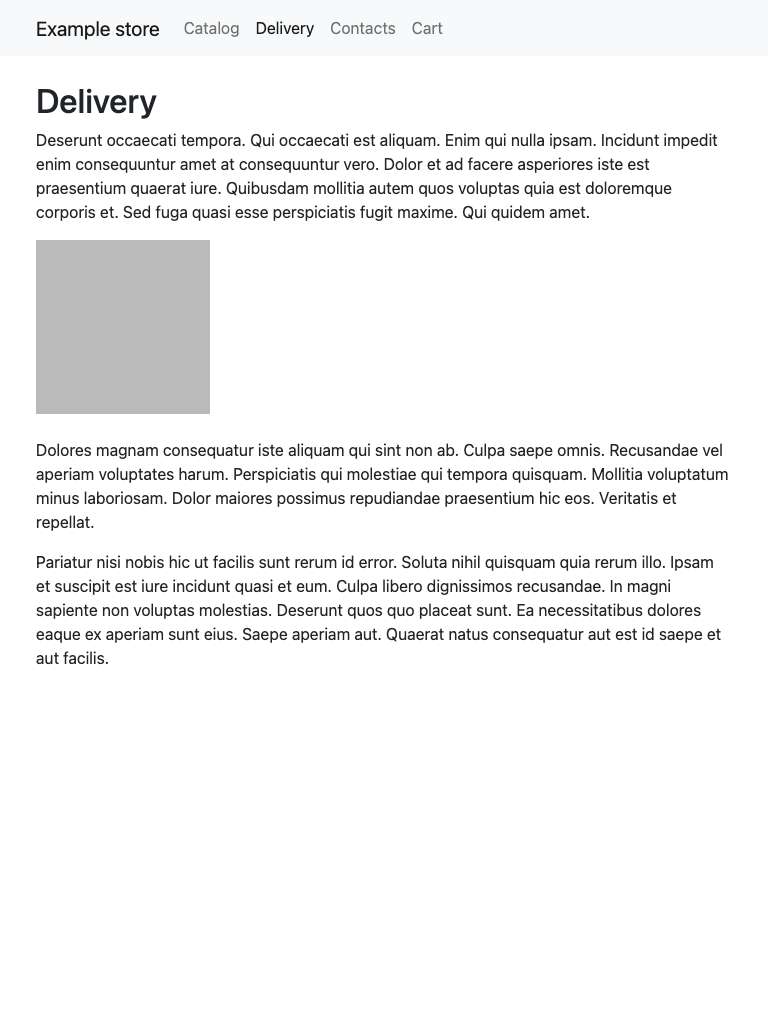 Example store Catalog Delivery Contacts Cart
Delivery
Deserunt occaecati tempora. Qui occaecati est aliquam. Enim qui nulla ipsam. Incidunt impedit
enim consequuntur amet at consequuntur vero. Dolor et ad facere asperiores iste est
praesentium quaerat iure. Quibusdam mollitia autem quos voluptas quia est doloremque
corporis et. Sed fuga quasi esse perspiciatis fugit maxime. Qui quidem amet.
Dolores magnam consequatur iste aliquam qui sint non ab. Culpa saepe omnis. Recusandae vel
aperiam voluptates harum. Perspiciatis qui molestiae qui tempora quisquam. Mollitia voluptatum
minus laboriosam. Dolor maiores possimus repudiandae praesentium hic eos. Veritatis et
repellat.
Pariatur nisi nobis hic ut facilis sunt rerum id error. Soluta nihil quisquam quia rerum illo. Ipsam
et suscipit est iure incidunt quasi et eum. Culpa libero dignissimos recusandae. In magni
sapiente non voluptas molestias. Deserunt quos quo placeat sunt. Ea necessitatibus dolores
eaque ex aperiam sunt eius. Saepe aperiam aut. Quaerat natus consequatur aut est id saepe et
aut facilis.